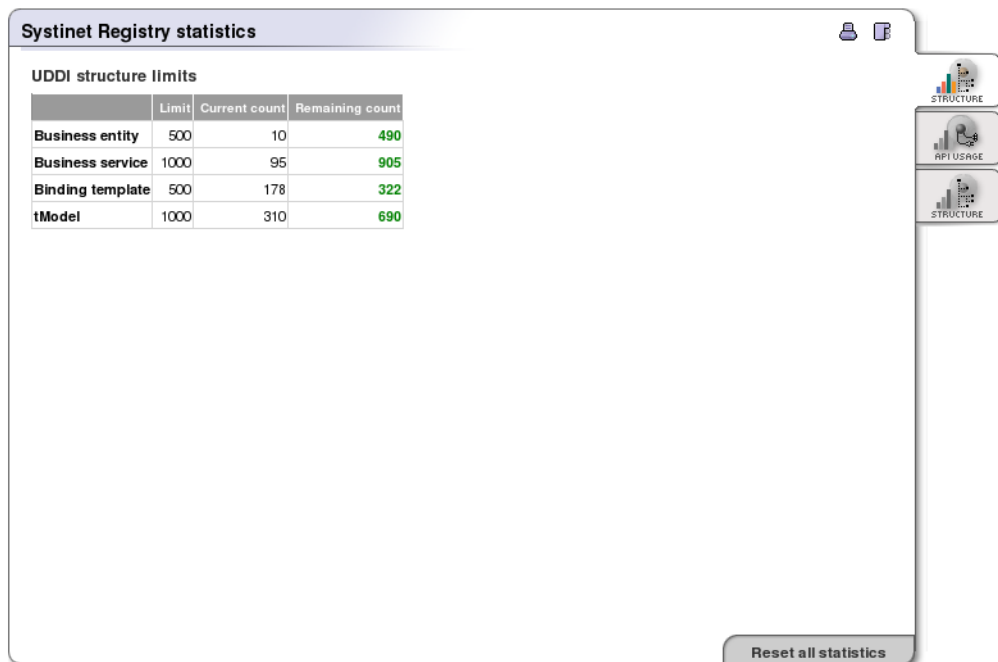 Systinet Registry statistics
UDDI structure limits
Limit Current count Remaining count
Business entity 500 10 490
Business service 1000 95 905
Binding template 500 178 322
tModel 1000 310 690
STRUCTURE
API USAGE
STRUCTURE
Reset all statistics